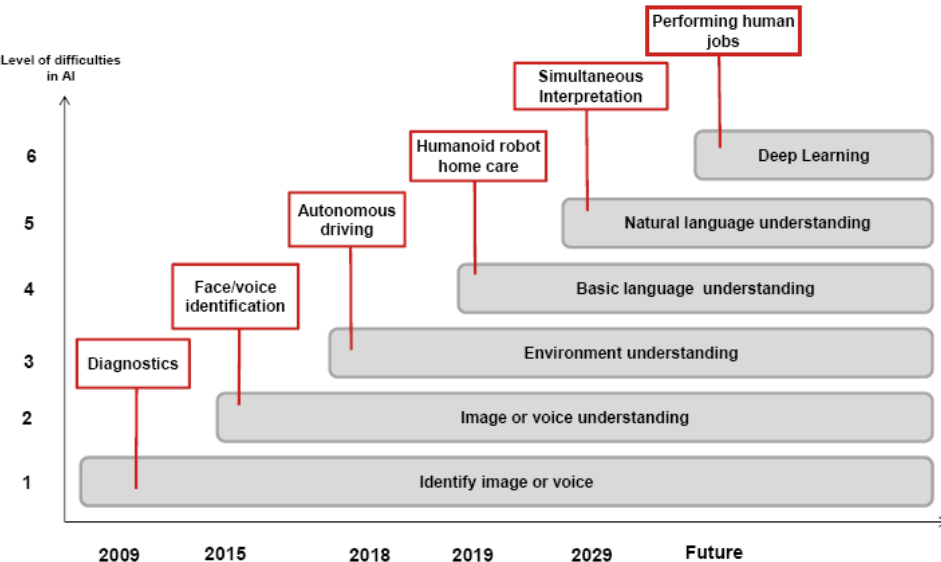 Performing human
jobs
Level of difficulties
in AI
Simultaneous
Interpretation
Humanoid robot
home care
6
Deep Learning
Autonomous
driving
5
Natural language understanding
Face/voice
identification
4
Basic language understanding
Diagnostics
3
Environment understanding
2
Image or voice understanding
1
Identify image or voice
2009
2015
2018
2019
2029
Future